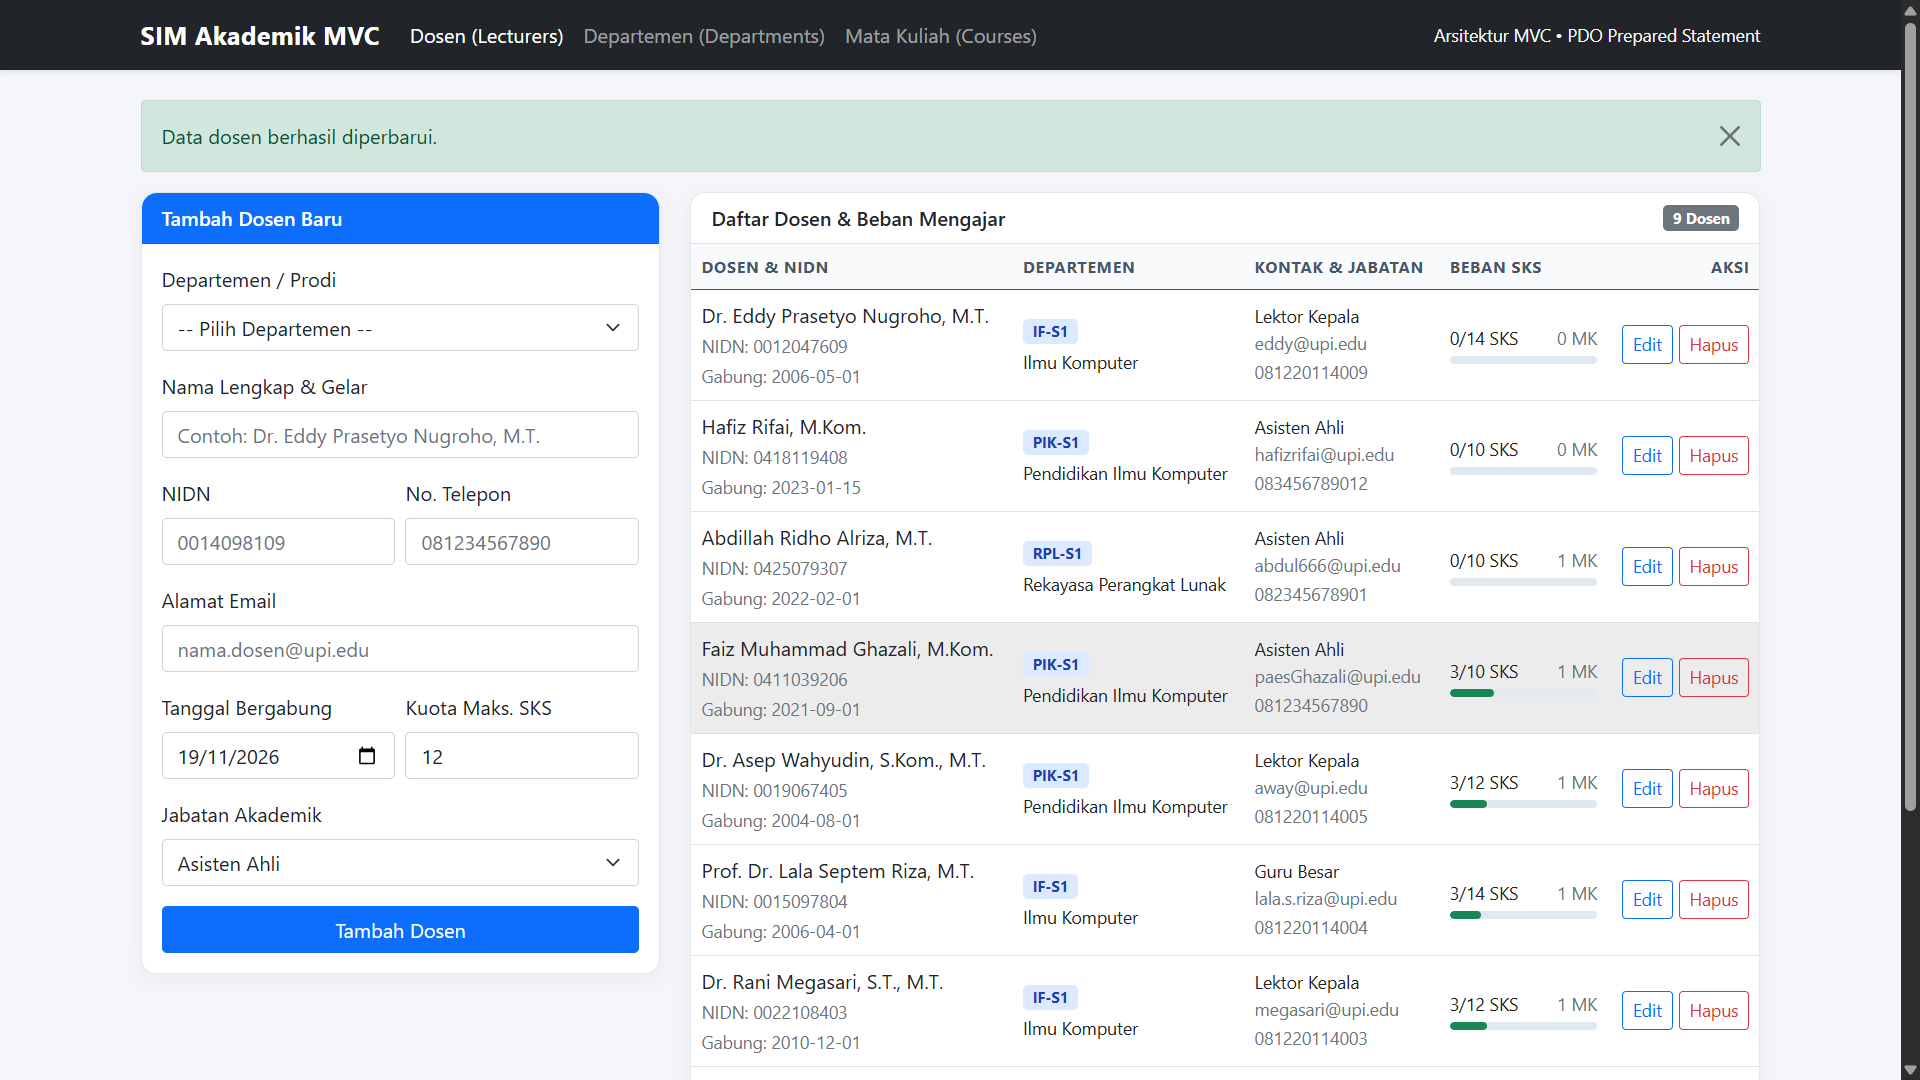 SIM Akademik MVC
Dosen (Lecturers)
Departemen (Departments)
Mata Kuliah (Courses)
Arsitektur MVC • PDO Prepared Statement
Data dosen berhasil diperbarui.
Tambah Dosen Baru
Departemen / Prodi
-- Pilih Departemen --
Nama Lengkap & Gelar
Contoh: Dr. Eddy Prasetyo Nugroho, M.T.
NIDN
No. Telepon
0014098109
081234567890
Alamat Email
nama.dosen@upi.edu
Tanggal Bergabung
Kuota Maks. SKS
19/11/2026
12
Jabatan Akademik
Asisten Ahli
Tambah Dosen
Daftar Dosen & Beban Mengajar
9 Dosen
DOSEN & NIDN
DEPARTEMEN
KONTAK & JABATAN
BEBAN SKS
AKSI
Dr. Eddy Prasetyo Nugroho, M.T.
NIDN: 0012047609
Gabung: 2006-05-01
IF-S1
Ilmu Komputer
Lektor Kepala
eddy@upi.edu
081220114009
0/14 SKS
0 MK
Edit
Hapus
Hafiz Rifai, M.Kom.
NIDN: 0418119408
Gabung: 2023-01-15
PIK-S1
Pendidikan Ilmu Komputer
Asisten Ahli
hafizrifai@upi.edu
083456789012
0/10 SKS
0 MK
Edit
Hapus
Abdillah Ridho Alriza, M.T.
NIDN: 0425079307
Gabung: 2022-02-01
RPL-S1
Rekayasa Perangkat Lunak
Asisten Ahli
abdul666@upi.edu
082345678901
0/10 SKS
1 MK
Edit
Hapus
Faiz Muhammad Ghazali, M.Kom.
NIDN: 0411039206
Gabung: 2021-09-01
PIK-S1
Pendidikan Ilmu Komputer
Asisten Ahli
paesGhazali@upi.edu
081234567890
3/10 SKS
1 MK
Edit
Hapus
Dr. Asep Wahyudin, S.Kom., M.T.
NIDN: 0019067405
Gabung: 2004-08-01
PIK-S1
Pendidikan Ilmu Komputer
Lektor Kepala
away@upi.edu
081220114005
3/12 SKS
1 MK
Edit
Hapus
Prof. Dr. Lala Septem Riza, M.T.
NIDN: 0015097804
Gabung: 2006-04-01
IF-S1
Ilmu Komputer
Guru Besar
lala.s.riza@upi.edu
081220114004
3/14 SKS
1 MK
Edit
Hapus
Dr. Rani Megasari, S.T., M.T.
NIDN: 0022108403
Gabung: 2010-12-01
IF-S1
Ilmu Komputer
Lektor Kepala
megasari@upi.edu
081220114003
3/12 SKS
1 MK
Edit
Hapus